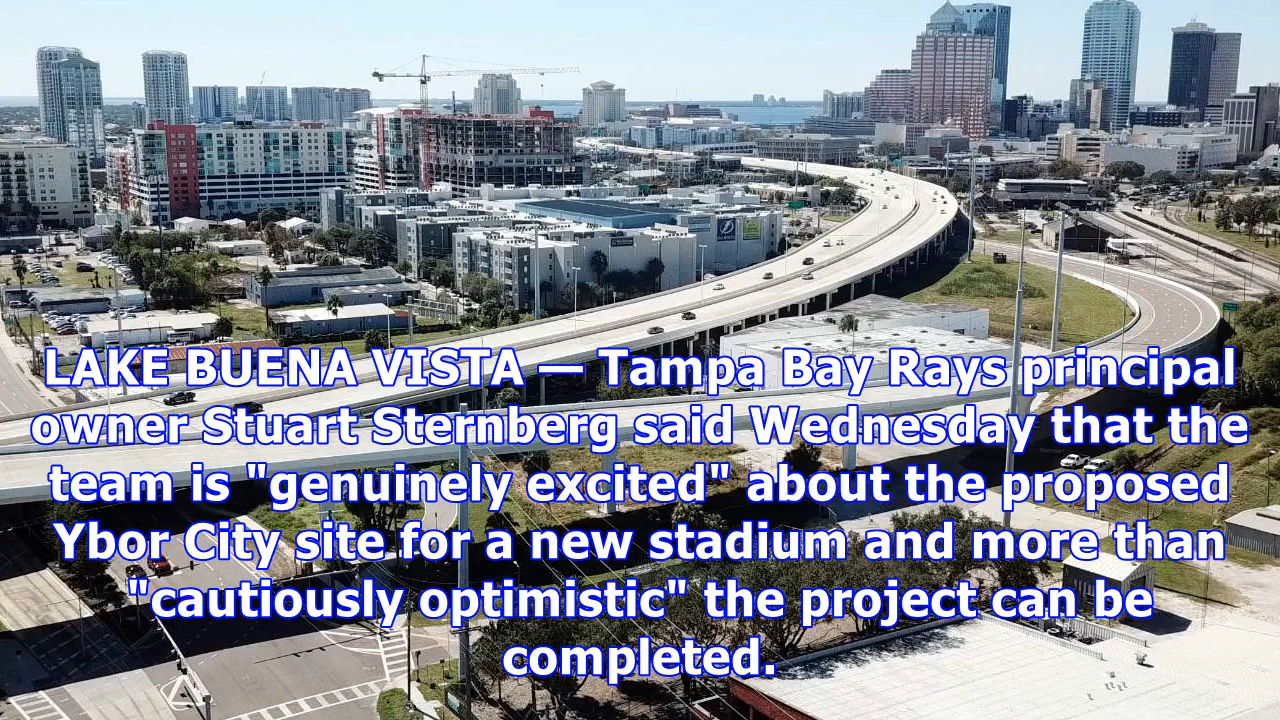 LAKE BUENA VISTA — Tampa Bay Rays principal
owner Stuart Sternberg said Wednesday that the
team is "genuinely excited" about the proposed
Ybor City site for a new stadium and more than
"cautiously optimistic" the project can be
completed.